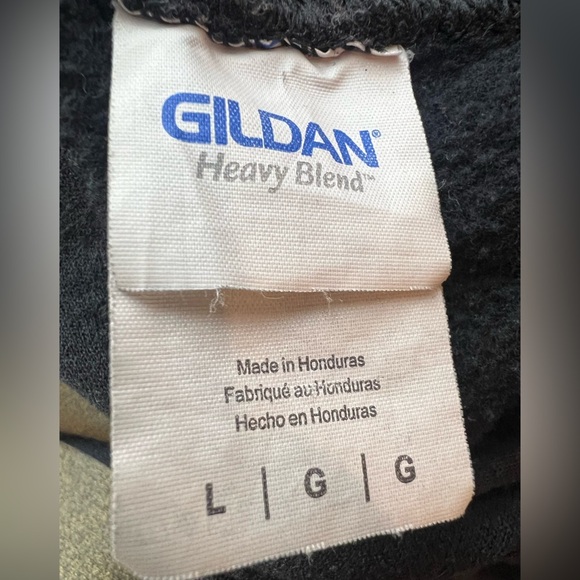 GILDAN®
Heavy Blend™
Made in Honduras
Fabriqué au Honduras
Hecho en Honduras
L | G | G